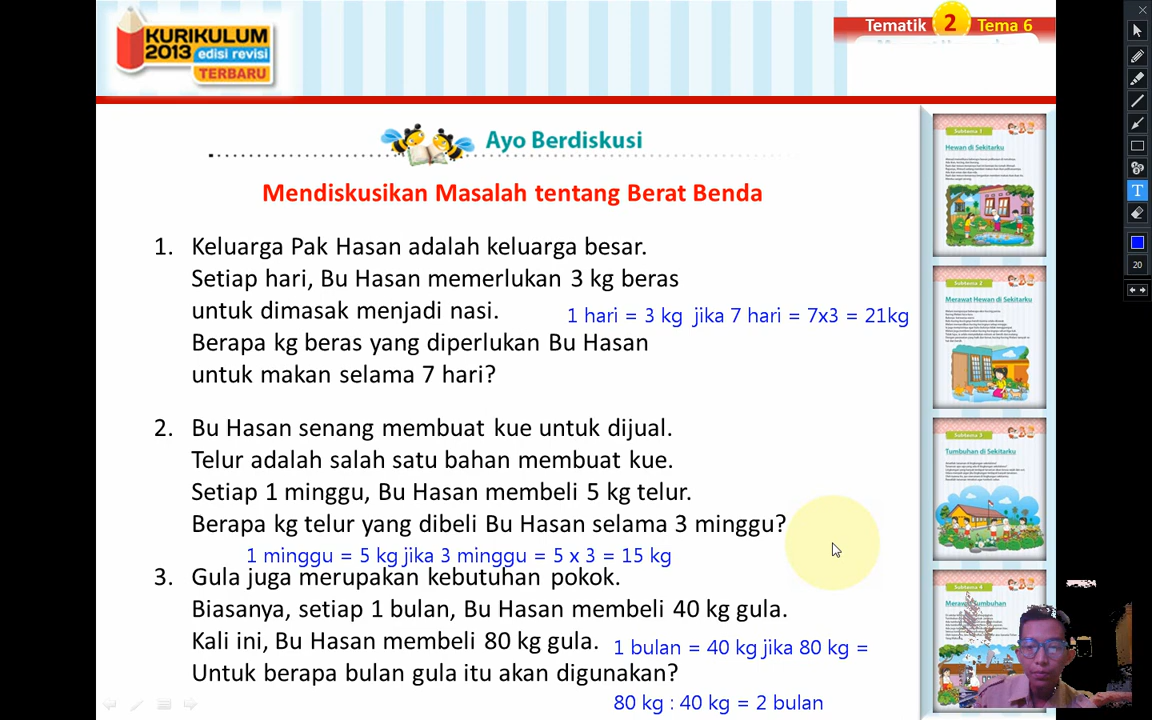 KURIKULUM
2013 edisi revisi
TERBARU
Tematik 2 Tema 6
Ayo Berdiskusi
Mendiskusikan Masalah tentang Berat Benda
1. Keluarga Pak Hasan adalah keluarga besar.
Setiap hari, Bu Hasan memerlukan 3 kg beras
untuk dimasak menjadi nasi.
1 hari = 3 kg jika 7 hari = 7x3 = 21kg
Berapa kg beras yang diperlukan Bu Hasan
untuk makan selama 7 hari?
2. Bu Hasan senang membuat kue untuk dijual.
Telur adalah salah satu bahan membuat kue.
Setiap 1 minggu, Bu Hasan membeli 5 kg telur.
Berapa kg telur yang dibeli Bu Hasan selama 3 minggu?
1 minggu = 5 kg jika 3 minggu = 5 x 3 = 15 kg
3. Gula juga merupakan kebutuhan pokok.
Biasanya, setiap 1 bulan, Bu Hasan membeli 40 kg gula.
Kali ini, Bu Hasan membeli 80 kg gula.
1 bulan = 40 kg jika 80 kg =
Untuk berapa bulan gula itu akan digunakan?
80 kg : 40 kg = 2 bulan
Subtema 1
Hewan di Sekitarku
Subtema 2
Merawat Hewan di Sekitarku
Subtema 3
Tumbuhan di Sekitarku
Subtema 4
Merawat Tumbuhan
T
20